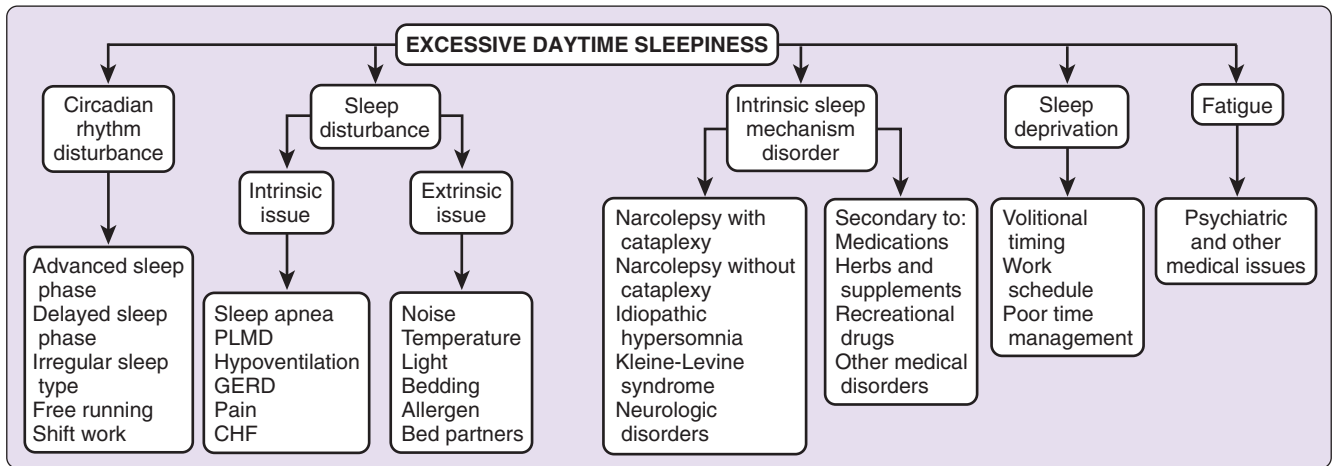 EXCESSIVE DAYTIME SLEEPINESS
Circadian
rhythm
disturbance
Sleep
disturbance
Intrinsic sleep
mechanism
disorder
Sleep
deprivation
Fatigue
Intrinsic
issue
Extrinsic
issue
Advanced sleep
phase
Delayed sleep
phase
Irregular sleep
type
Free running
Shift work
Sleep apnea
PLMD
Hypoventilation
GERD
Pain
CHF
Noise
Temperature
Light
Bedding
Allergen
Bed partners
Narcolepsy with
cataplexy
Narcolepsy without
cataplexy
Idiopathic
hypersomnia
Kleine-Levine
syndrome
Neurologic
disorders
Secondary to:
Medications
Herbs and
supplements
Recreational
drugs
Other medical
disorders
Volitional
timing
Work
schedule
Poor time
management
Psychiatric
and other
medical issues